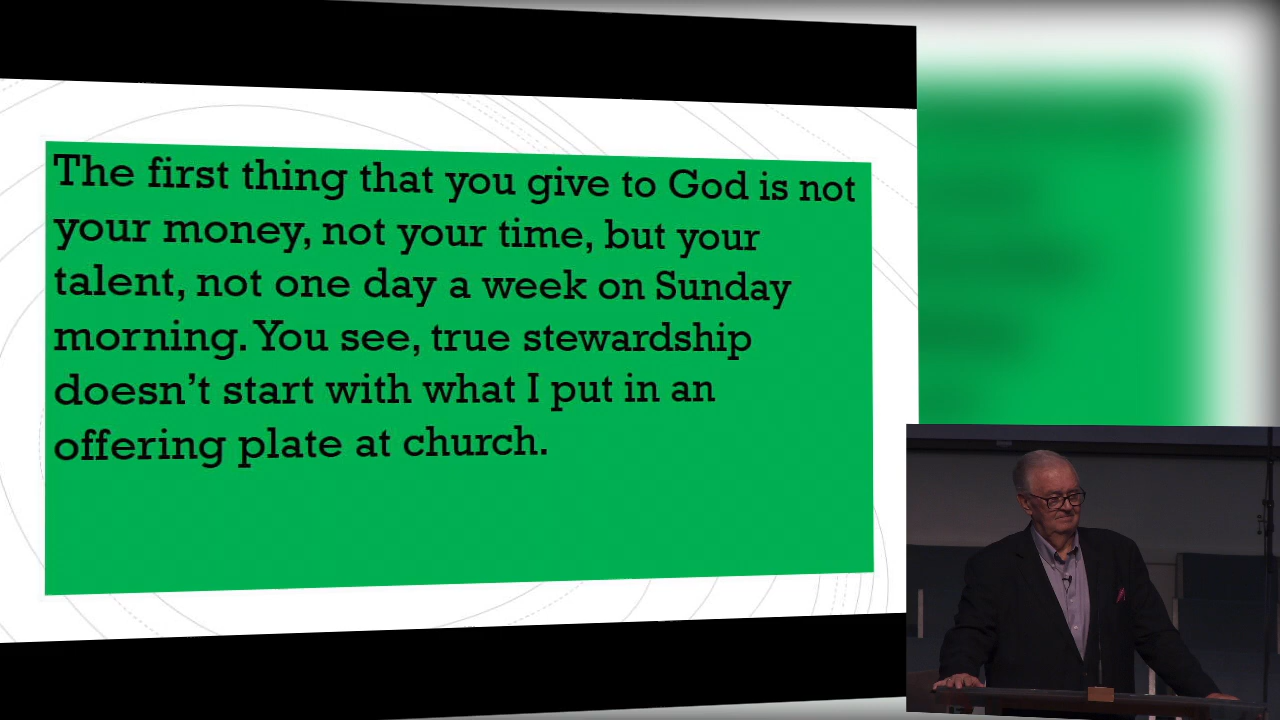 The first thing that you give to God is not
your money, not your time, but your
talent, not one day a week on Sunday
morning. You see, true stewardship
doesn’t start with what I put in an
offering plate at church.